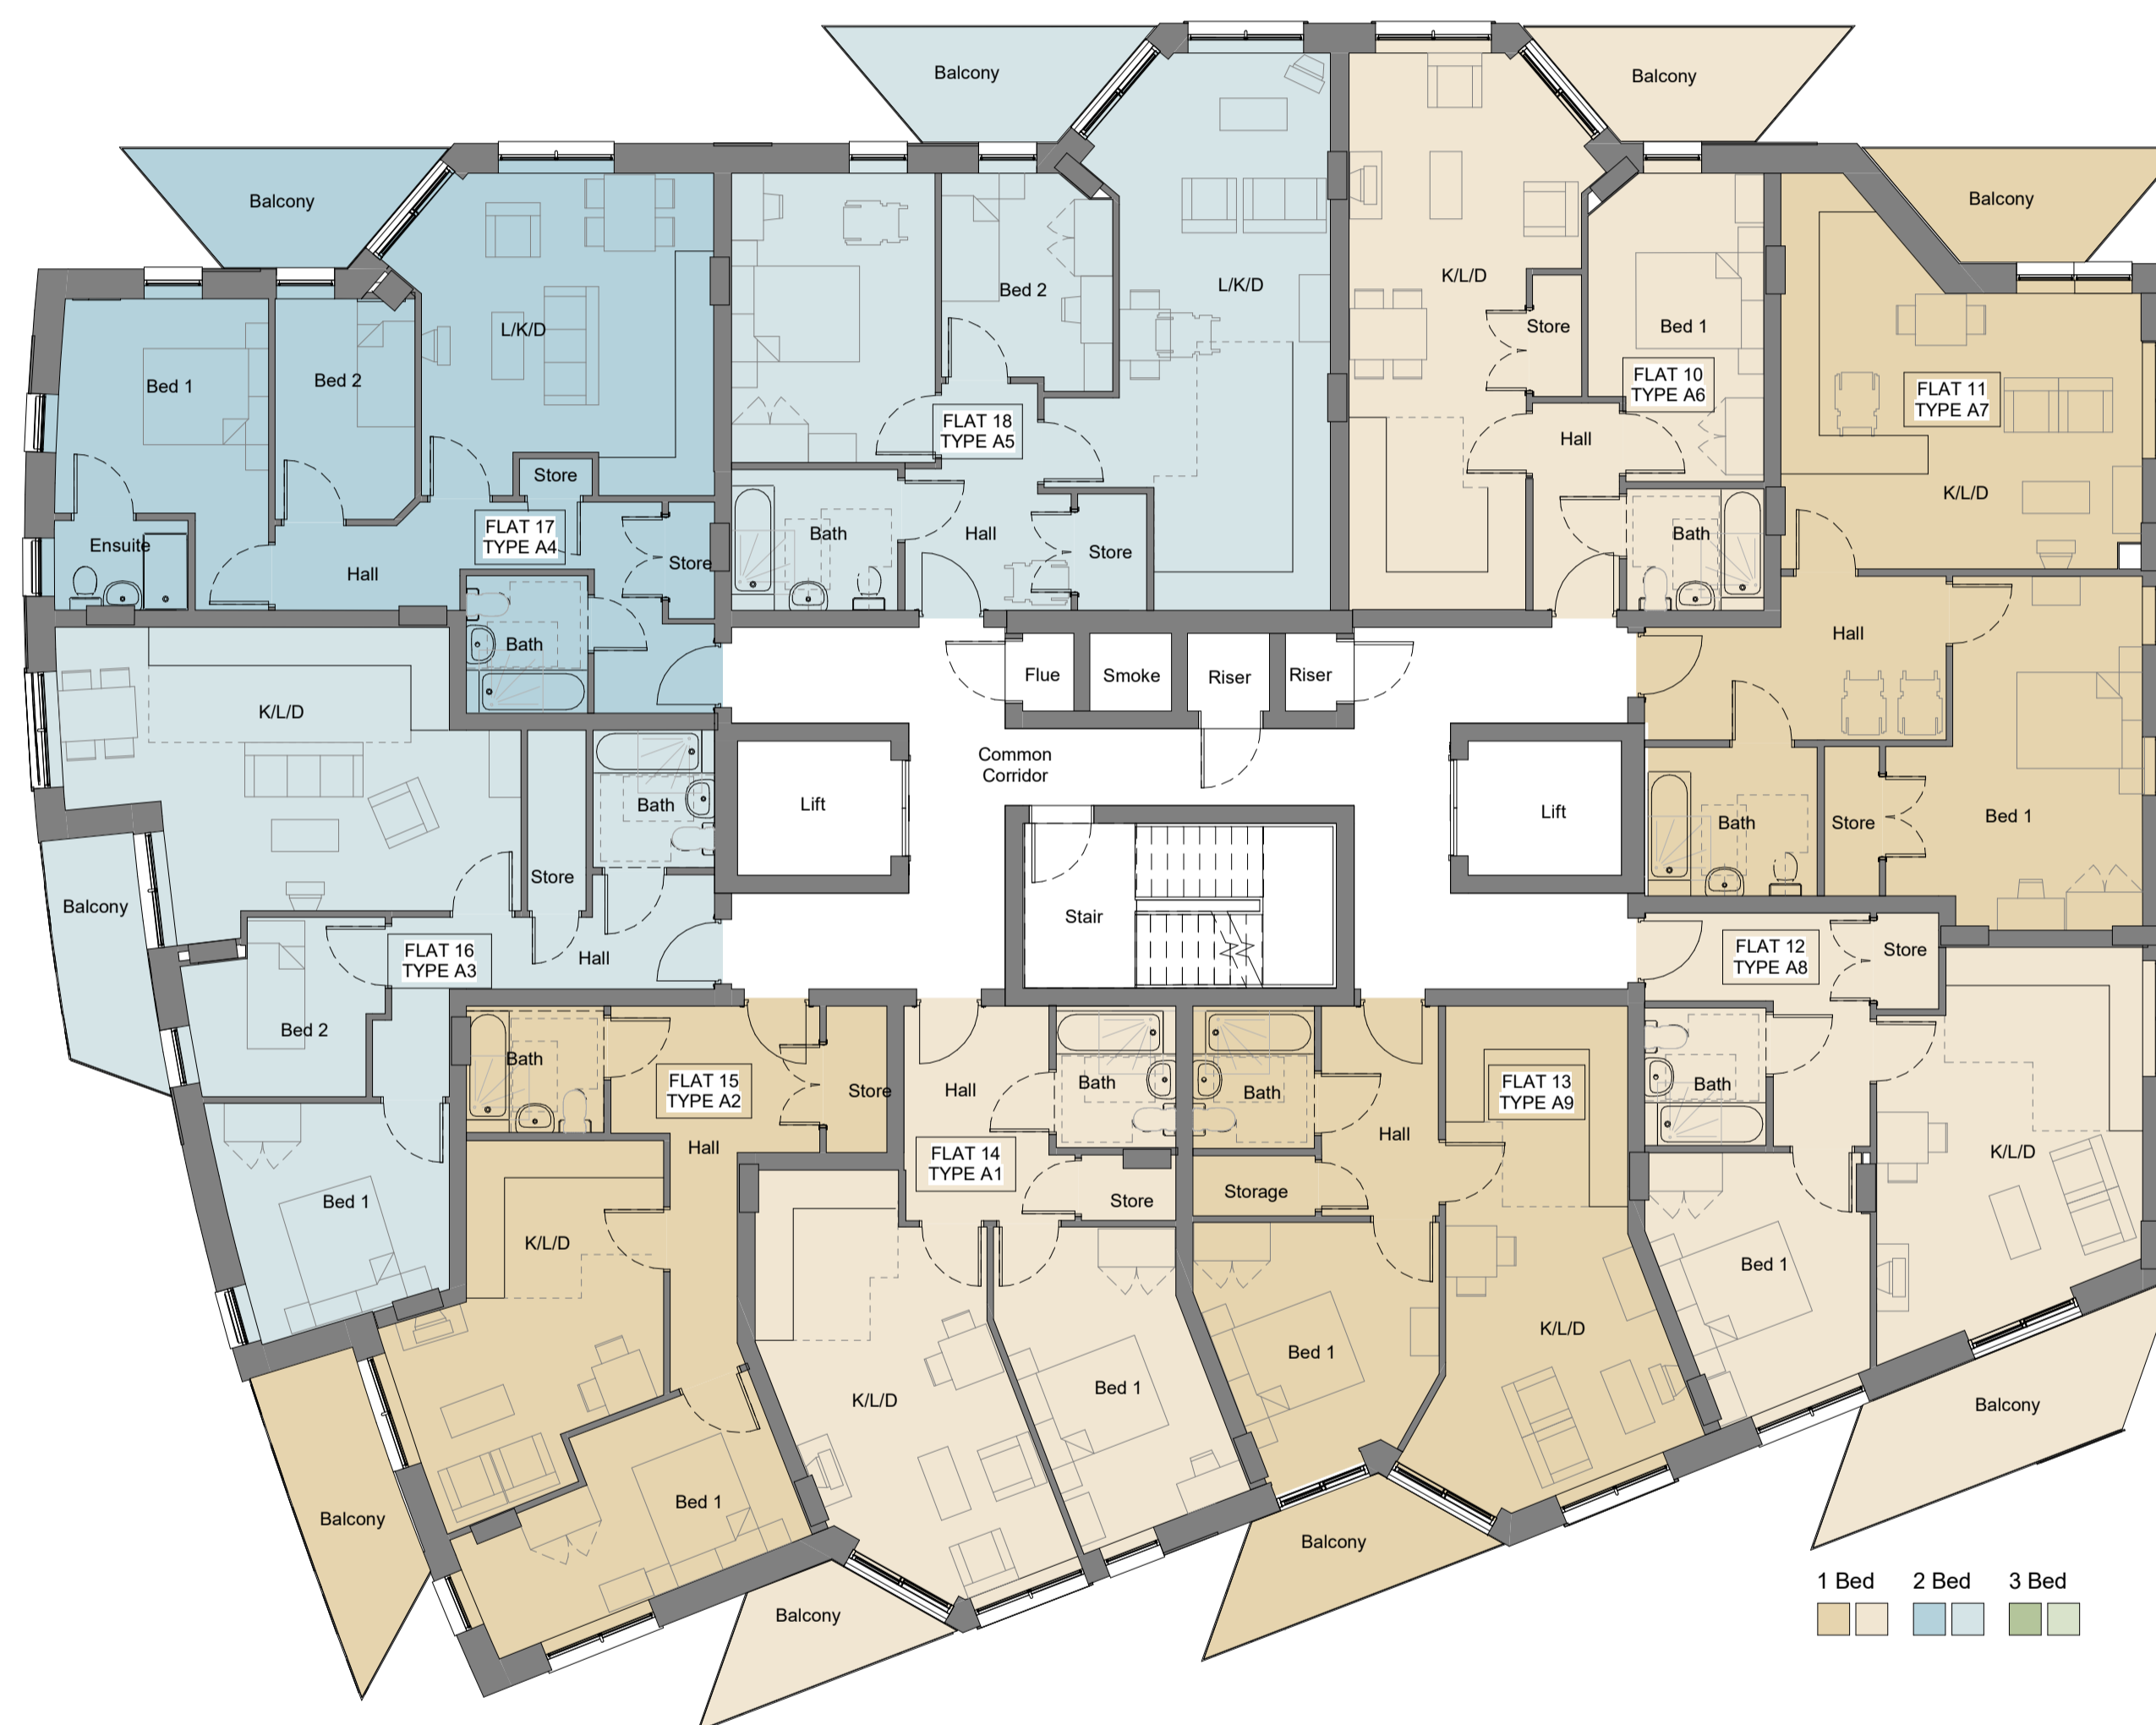 Balcony
Balcony
Balcony
Balcony
Balcony
L/K/D
Bed 1
Bed 2
Store
Ensuite
FLAT 17
TYPE A4
Hall
Store
Bath
Bed 2
L/K/D
FLAT 18
TYPE A5
Bath
Hall
Store
K/L/D
Store
Bed 1
FLAT 10
TYPE A6
Hall
Bath
FLAT 11
TYPE A7
K/L/D
Hall
Bath
Store
Bed 1
Flue
Smoke
Riser
Riser
Common
Corridor
Lift
Lift
Stair
K/L/D
Bath
Store
Balcony
FLAT 16
TYPE A3
Hall
Bed 2
Bed 1
Bath
FLAT 15
TYPE A2
Store
Hall
K/L/D
Bed 1
Balcony
Hall
Bath
FLAT 14
TYPE A1
Store
K/L/D
Bed 1
Balcony
Bath
Hall
FLAT 13
TYPE A9
Storage
Bed 1
K/L/D
Balcony
FLAT 12
TYPE A8
Store
Bath
K/L/D
Bed 1
Balcony
1 Bed
2 Bed
3 Bed